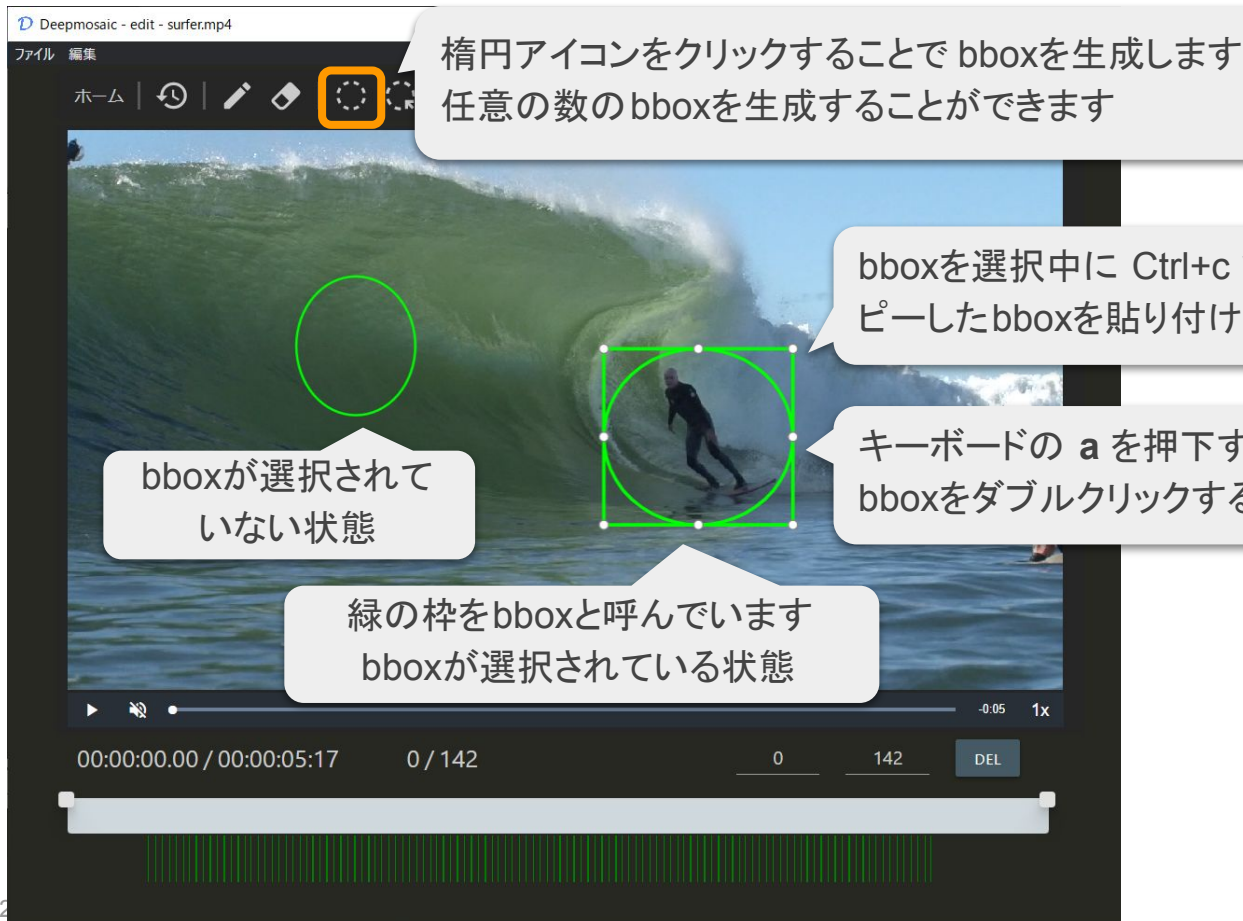 Deepmosaic - edit - surfer.mp4
ファイル 編集
ホーム
楕円アイコンをクリックすることで bboxを生成します
任意の数のbboxを生成することができます
bboxを選択中に Ctrl+c
ピーしたbboxを貼り付け
キーボードの a を押下す
bboxをダブルクリックする
bboxが選択されて
いない状態
緑の枠をbboxと呼んでいます
bboxが選択されている状態
-0:05 1x
00:00:00.00 / 00:00:05:17 0 / 142 0 142 DEL
2